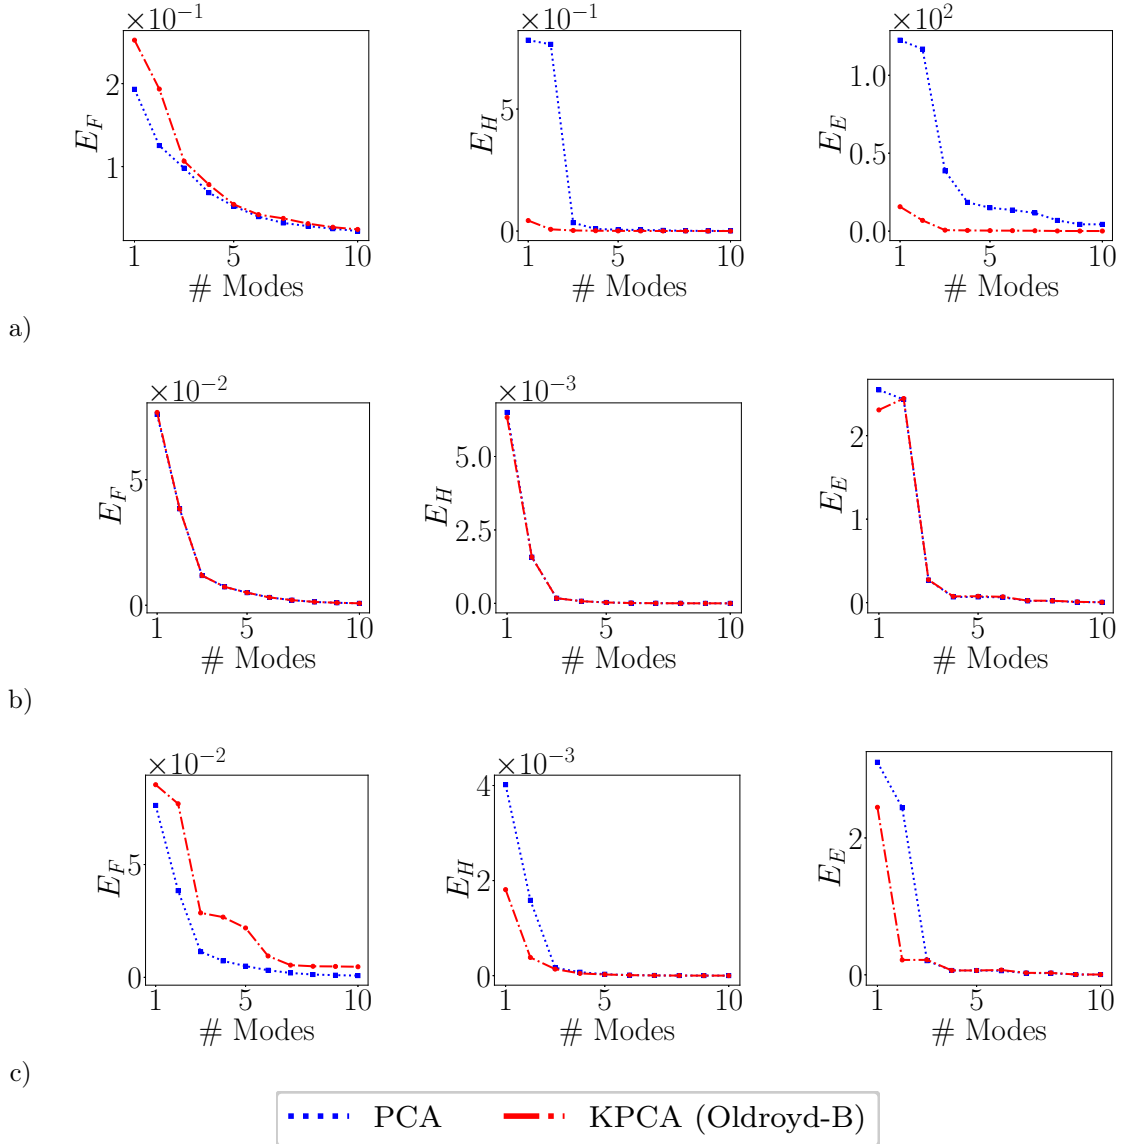 ×10⁻¹ ×10⁻¹ ×10²
2 1 E_F 5 0 E_H 1.0 0.5 0.0 E_E
1 5 10 1 5 10 1 5 10
# Modes # Modes # Modes
a)
×10⁻² ×10⁻³
5 0 E_F 5.0 2.5 0.0 E_H 2 1 0 E_E
1 5 10 1 5 10 1 5 10
# Modes # Modes # Modes
b)
×10⁻² ×10⁻³
5 0 E_F 4 2 0 E_H 2 0 E_E
1 5 10 1 5 10 1 5 10
# Modes # Modes # Modes
c)
PCA KPCA (Oldroyd-B)